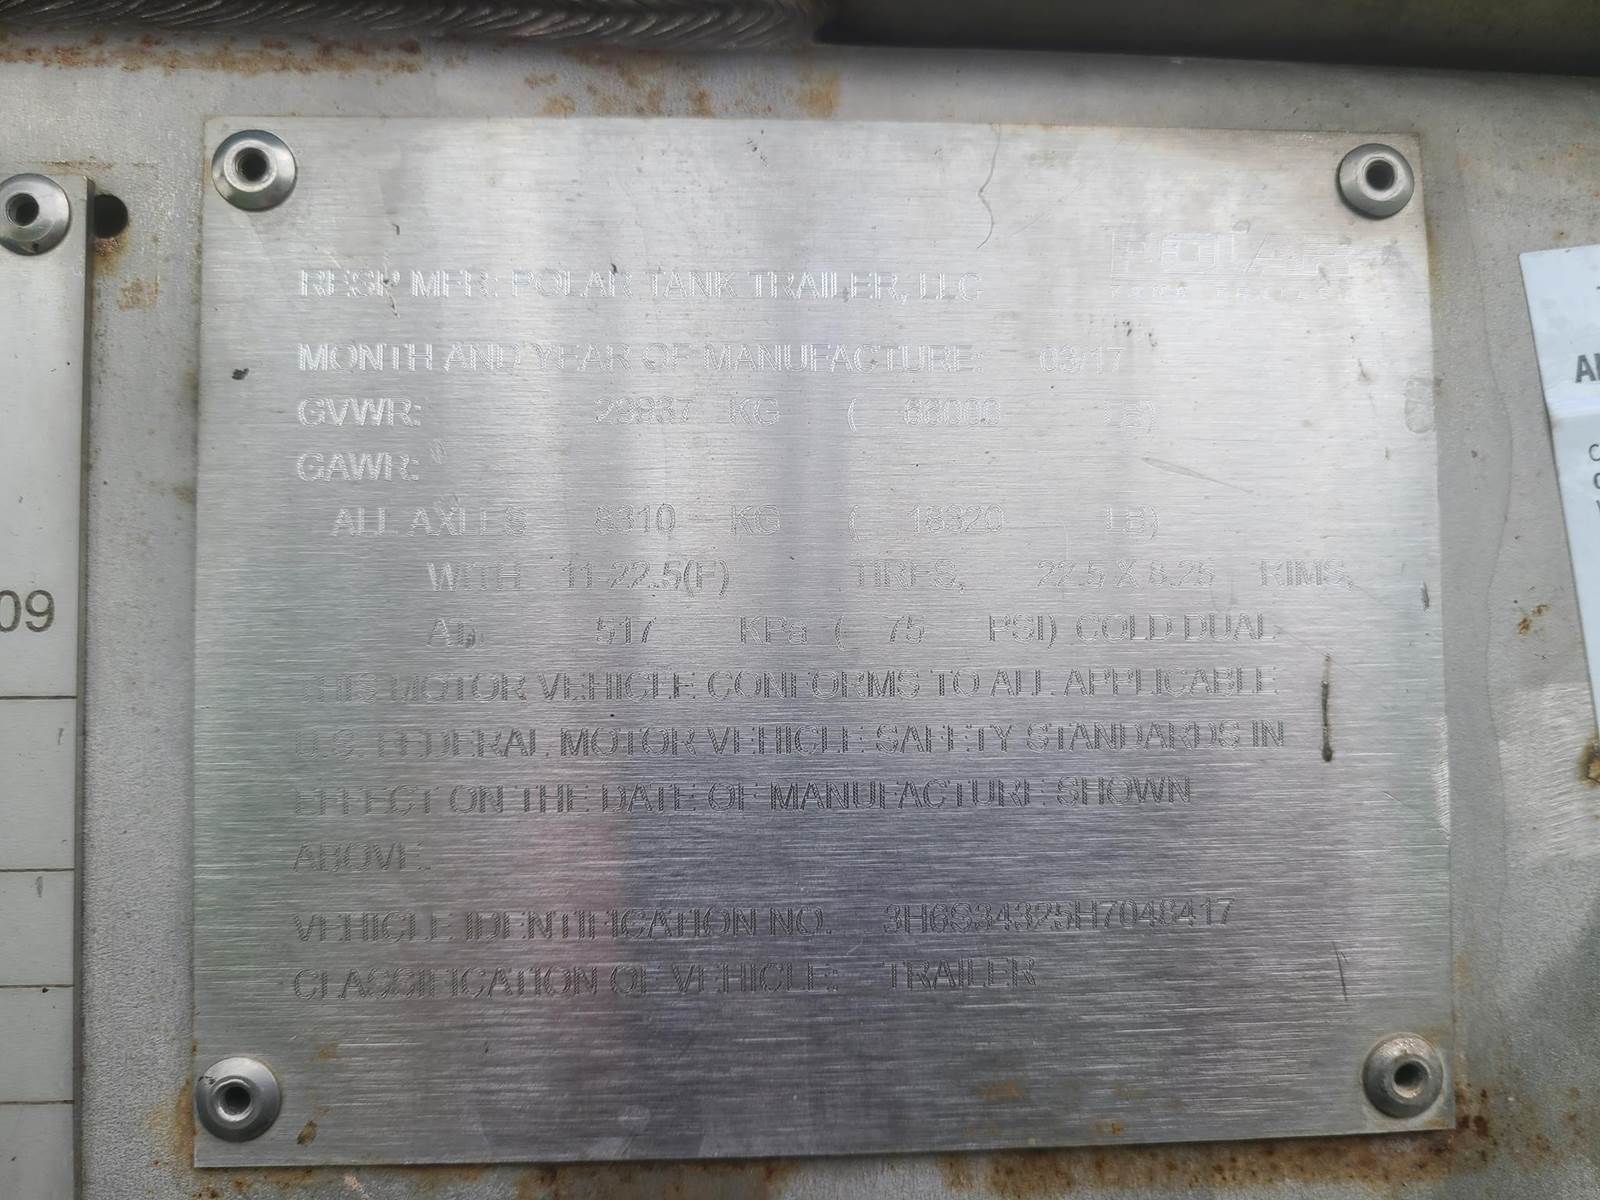 POLAR
RESP MFR: POLAR TANK TRAILER, LLC
MONTH AND YEAR OF MANUFACTURE: 03/17
GVWR: 29937 KG ( 66000 LB)
GAWR:
ALL AXLES 8310 KG ( 18320 LB)
WITH 11-22.5(F) TIRES, 22.5 X 8.25 RIMS,
At, 517 KPa ( 75 PSI) COLD DUAL
THIS MOTOR VEHICLE CONFORMS TO ALL APPLICABLE
U.S. FEDERAL MOTOR VEHICLE SAFETY STANDARDS IN
EFFECT ON THE DATE OF MANUFACTURE SHOWN
ABOVE.
VEHICLE IDENTIFICATION NO. 3H6S34325H7048417
CLASSIFICATION OF VEHICLE: TRAILER
09